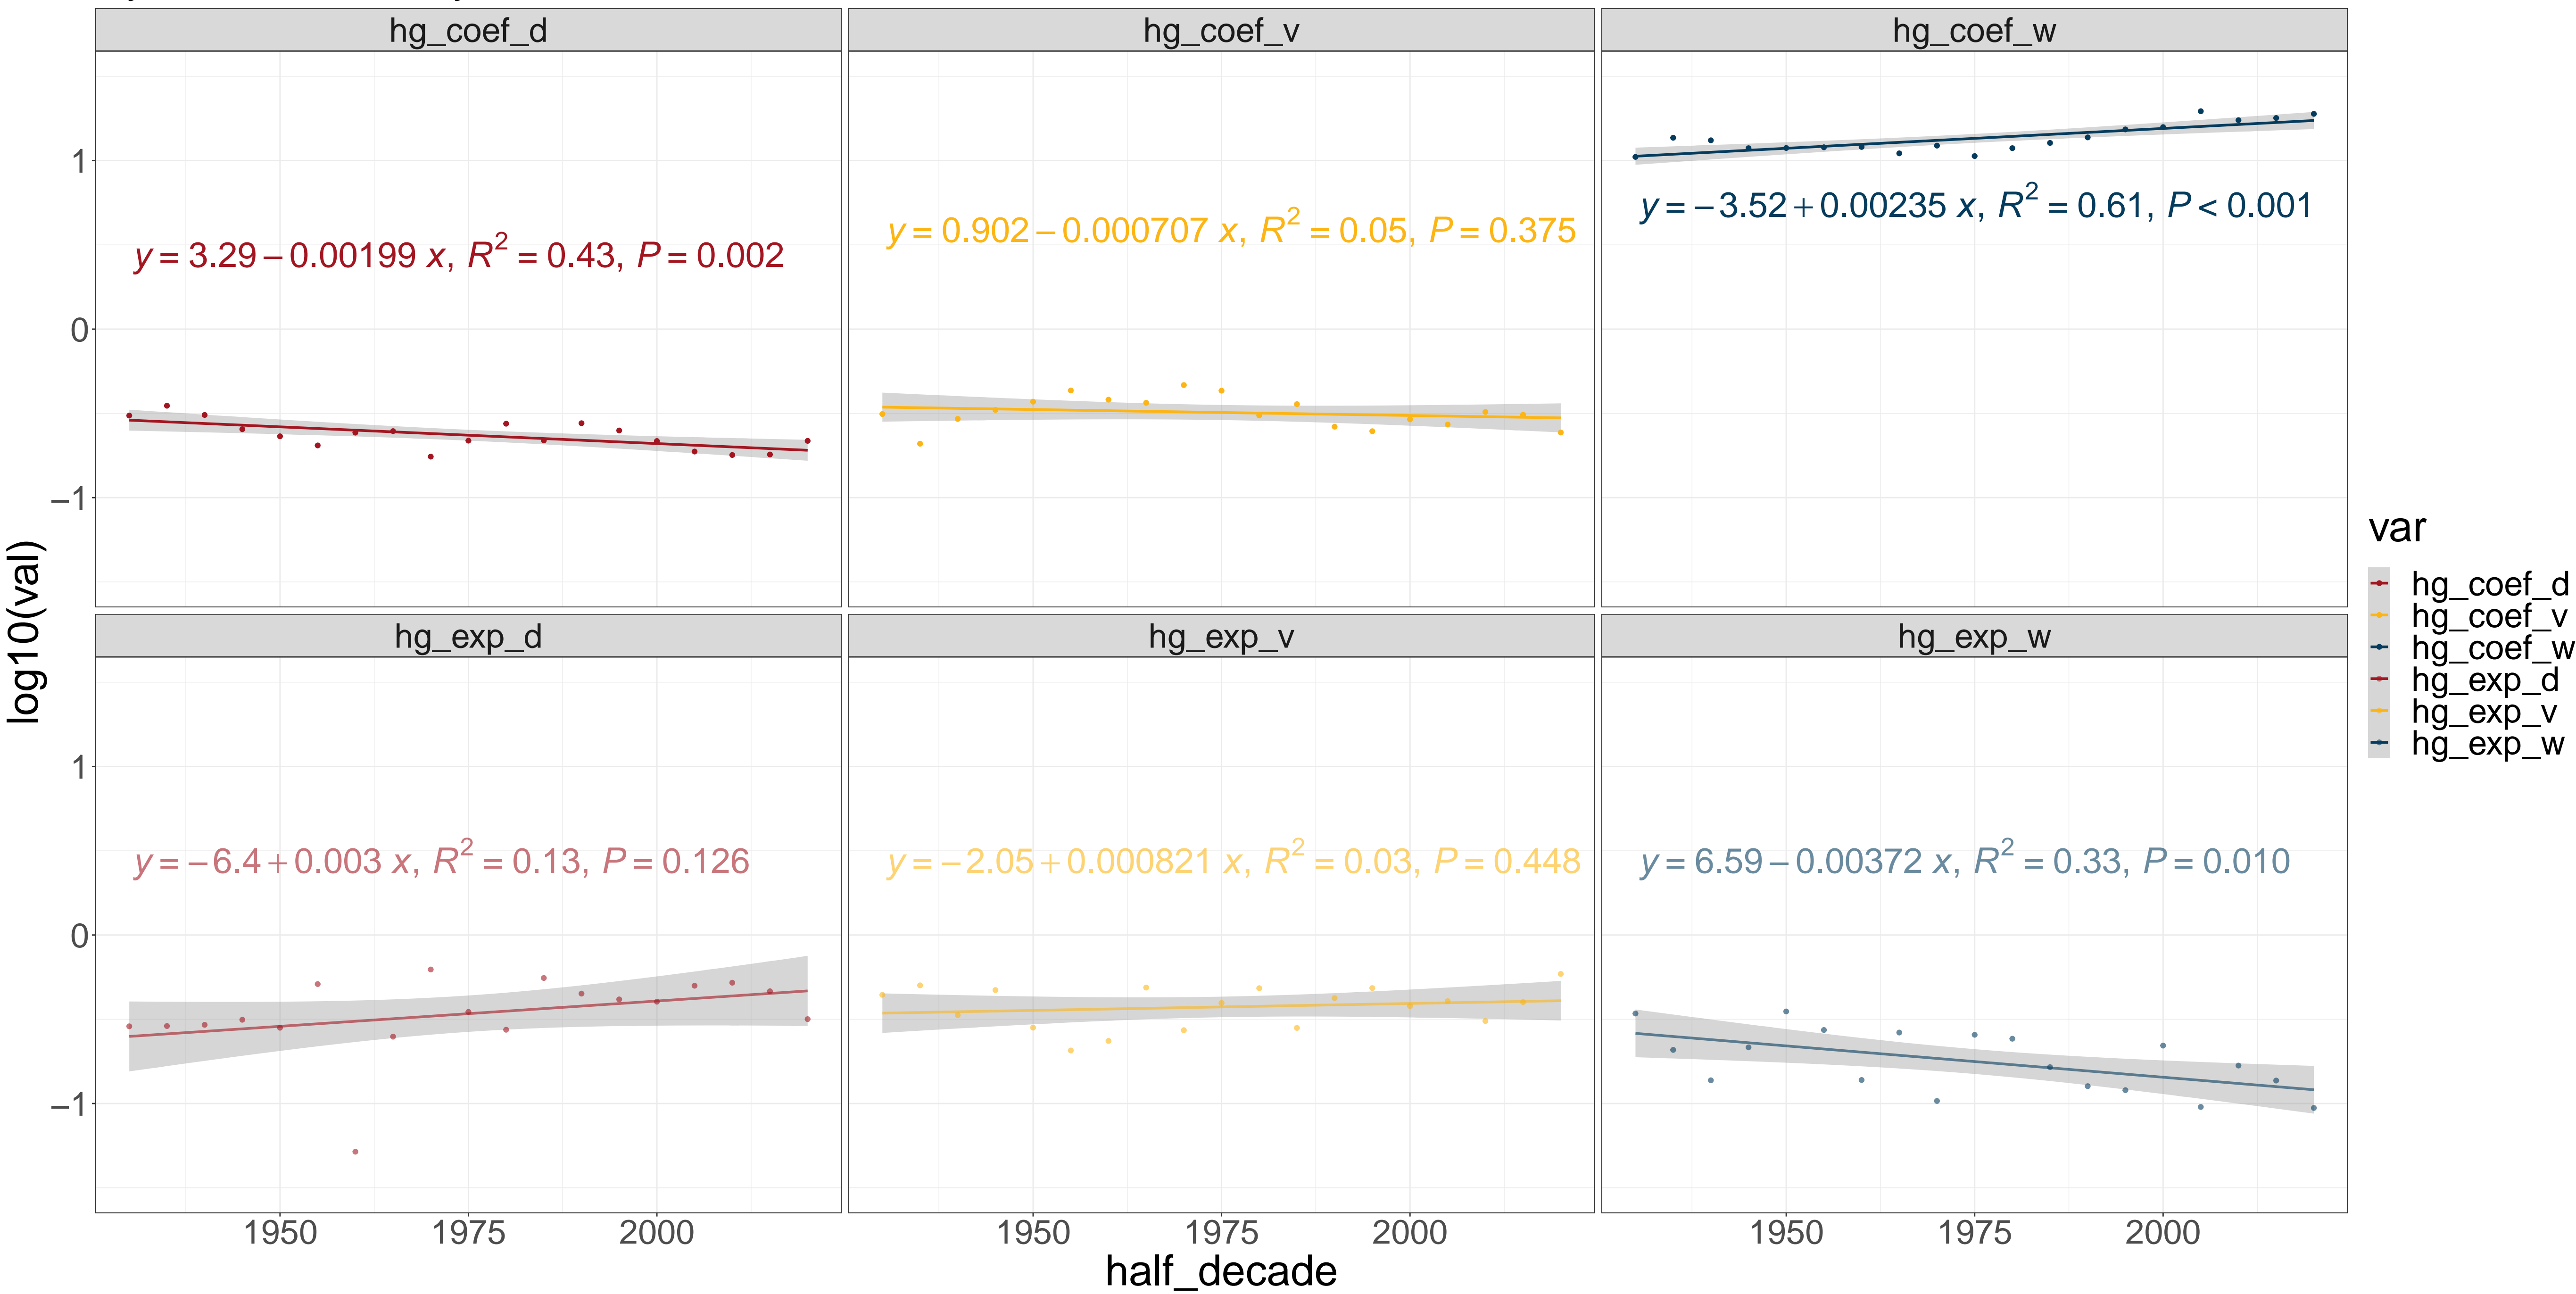 hg_coef_d hg_coef_v hg_coef_w
1
0
−1
y = 3.29 − 0.00199 x, R² = 0.43, P = 0.002
y = 0.902 − 0.000707 x, R² = 0.05, P = 0.375
y = −3.52 + 0.00235 x, R² = 0.61, P < 0.001
hg_exp_d hg_exp_v hg_exp_w
1
0
−1
y = −6.4 + 0.003 x, R² = 0.13, P = 0.126
y = −2.05 + 0.000821 x, R² = 0.03, P = 0.448
y = 6.59 − 0.00372 x, R² = 0.33, P = 0.010
1950 1975 2000 1950 1975 2000 1950 1975 2000
half_decade
log10(val)
var
hg_coef_d
hg_coef_v
hg_coef_w
hg_exp_d
hg_exp_v
hg_exp_w